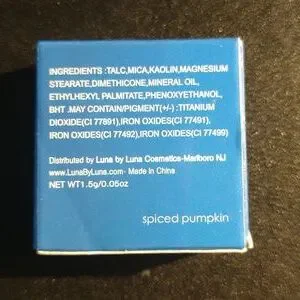 INGREDIENTS :TALC,MICA,KAOLIN,MAGNESIUM
STEARATE,DIMETHICONE,MINERAL OIL,
ETHYLHEXYL PALMITATE,PHENOXYETHANOL,
BHT .MAY CONTAIN/PIGMENT(+/-) :TITANIUM
DIOXIDE(CI 77891),IRON OXIDES(CI 77491),
IRON OXIDES(CI 77492),IRON OXIDES(CI 77499)
Distributed by Luna by Luna Cosmetics-Marlboro NJ
www.LunaByLuna.com- Made In China
NET WT1.5g/0.05oz
spiced pumpkin